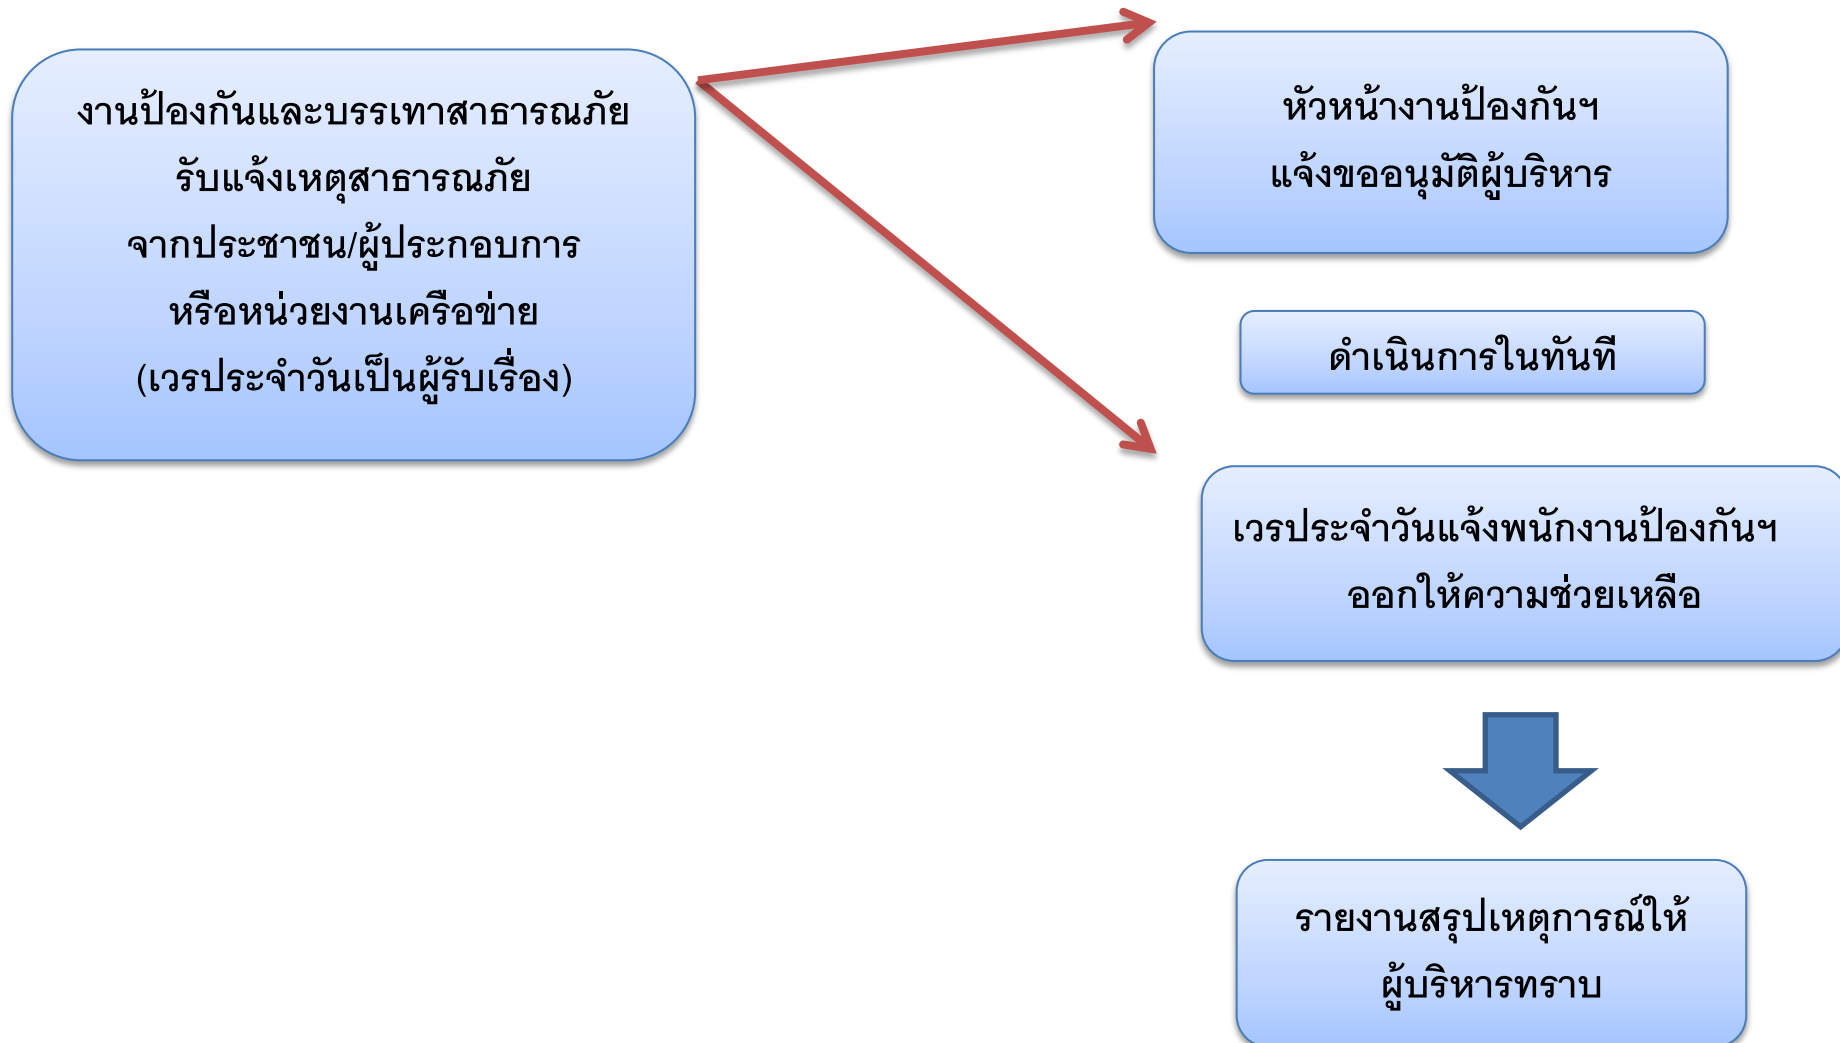 งานป้องกันและบรรเทาสาธารณภัย
รับแจ้งเหตุสาธารณภัย
จากประชาชน/ผู้ประกอบการ
หรือหน่วยงานเครือข่าย
(เวรประจำวันเป็นผู้รับเรื่อง)
หัวหน้างานป้องกันฯ
แจ้งขออนุมัติผู้บริหาร
ดำเนินการในทันที
เวรประจำวันแจ้งพนักงานป้องกันฯ
ออกให้ความช่วยเหลือ
รายงานสรุปเหตุการณ์ให้
ผู้บริหารทราบ